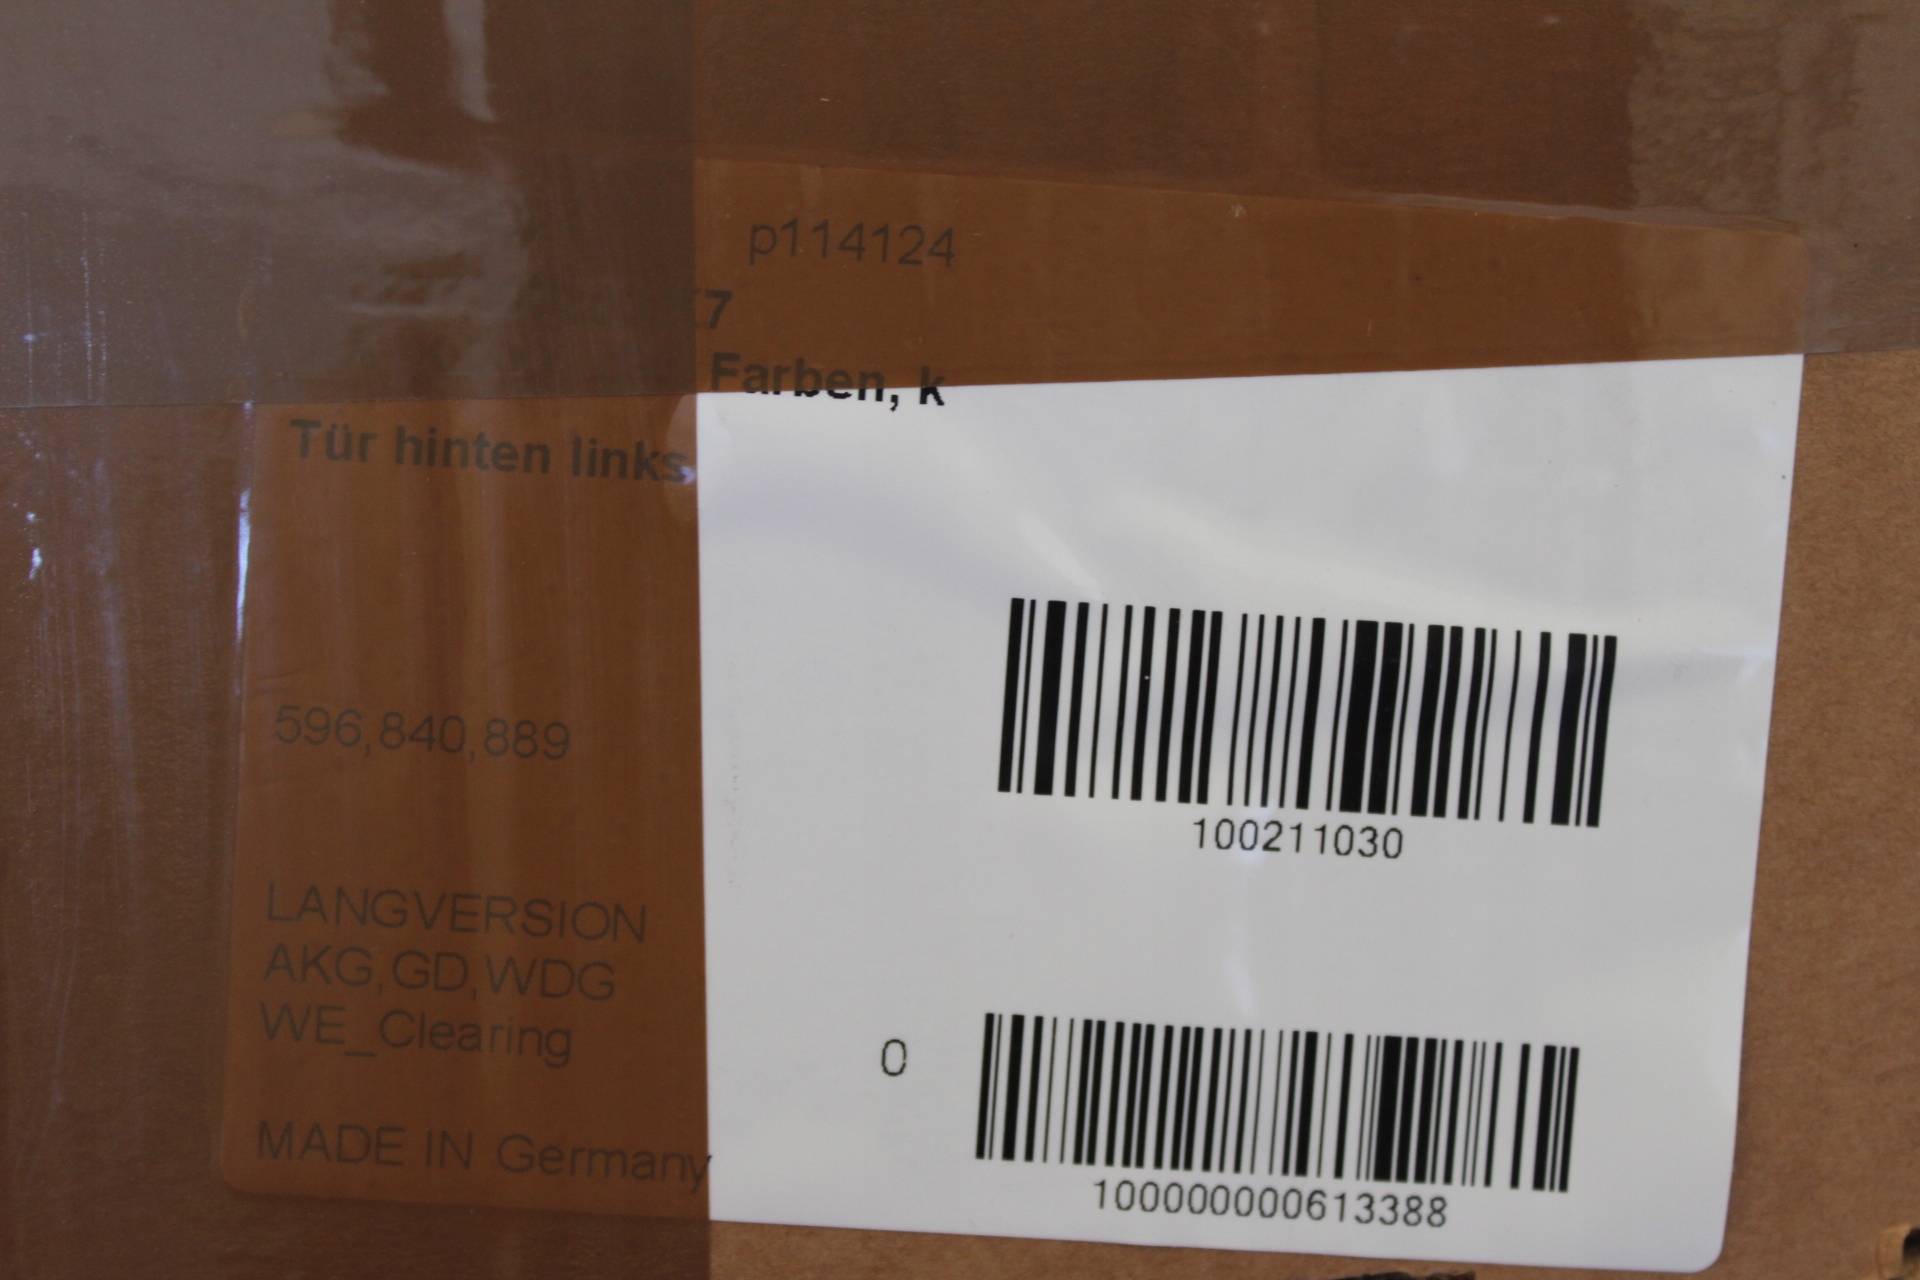 p114124
Farben, k
Tür hinten links
596,840,889
100211030
LANGVERSION
AKG,GD,WDG
WE_Clearing
0
100000000613388
MADE IN Germany